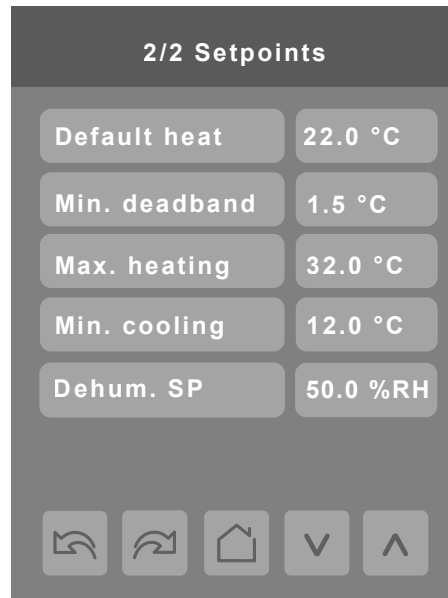 2/2 Setpoints
Default heat 22.0 °C
Min. deadband 1.5 °C
Max. heating 32.0 °C
Min. cooling 12.0 °C
Dehum. SP 50.0 %RH